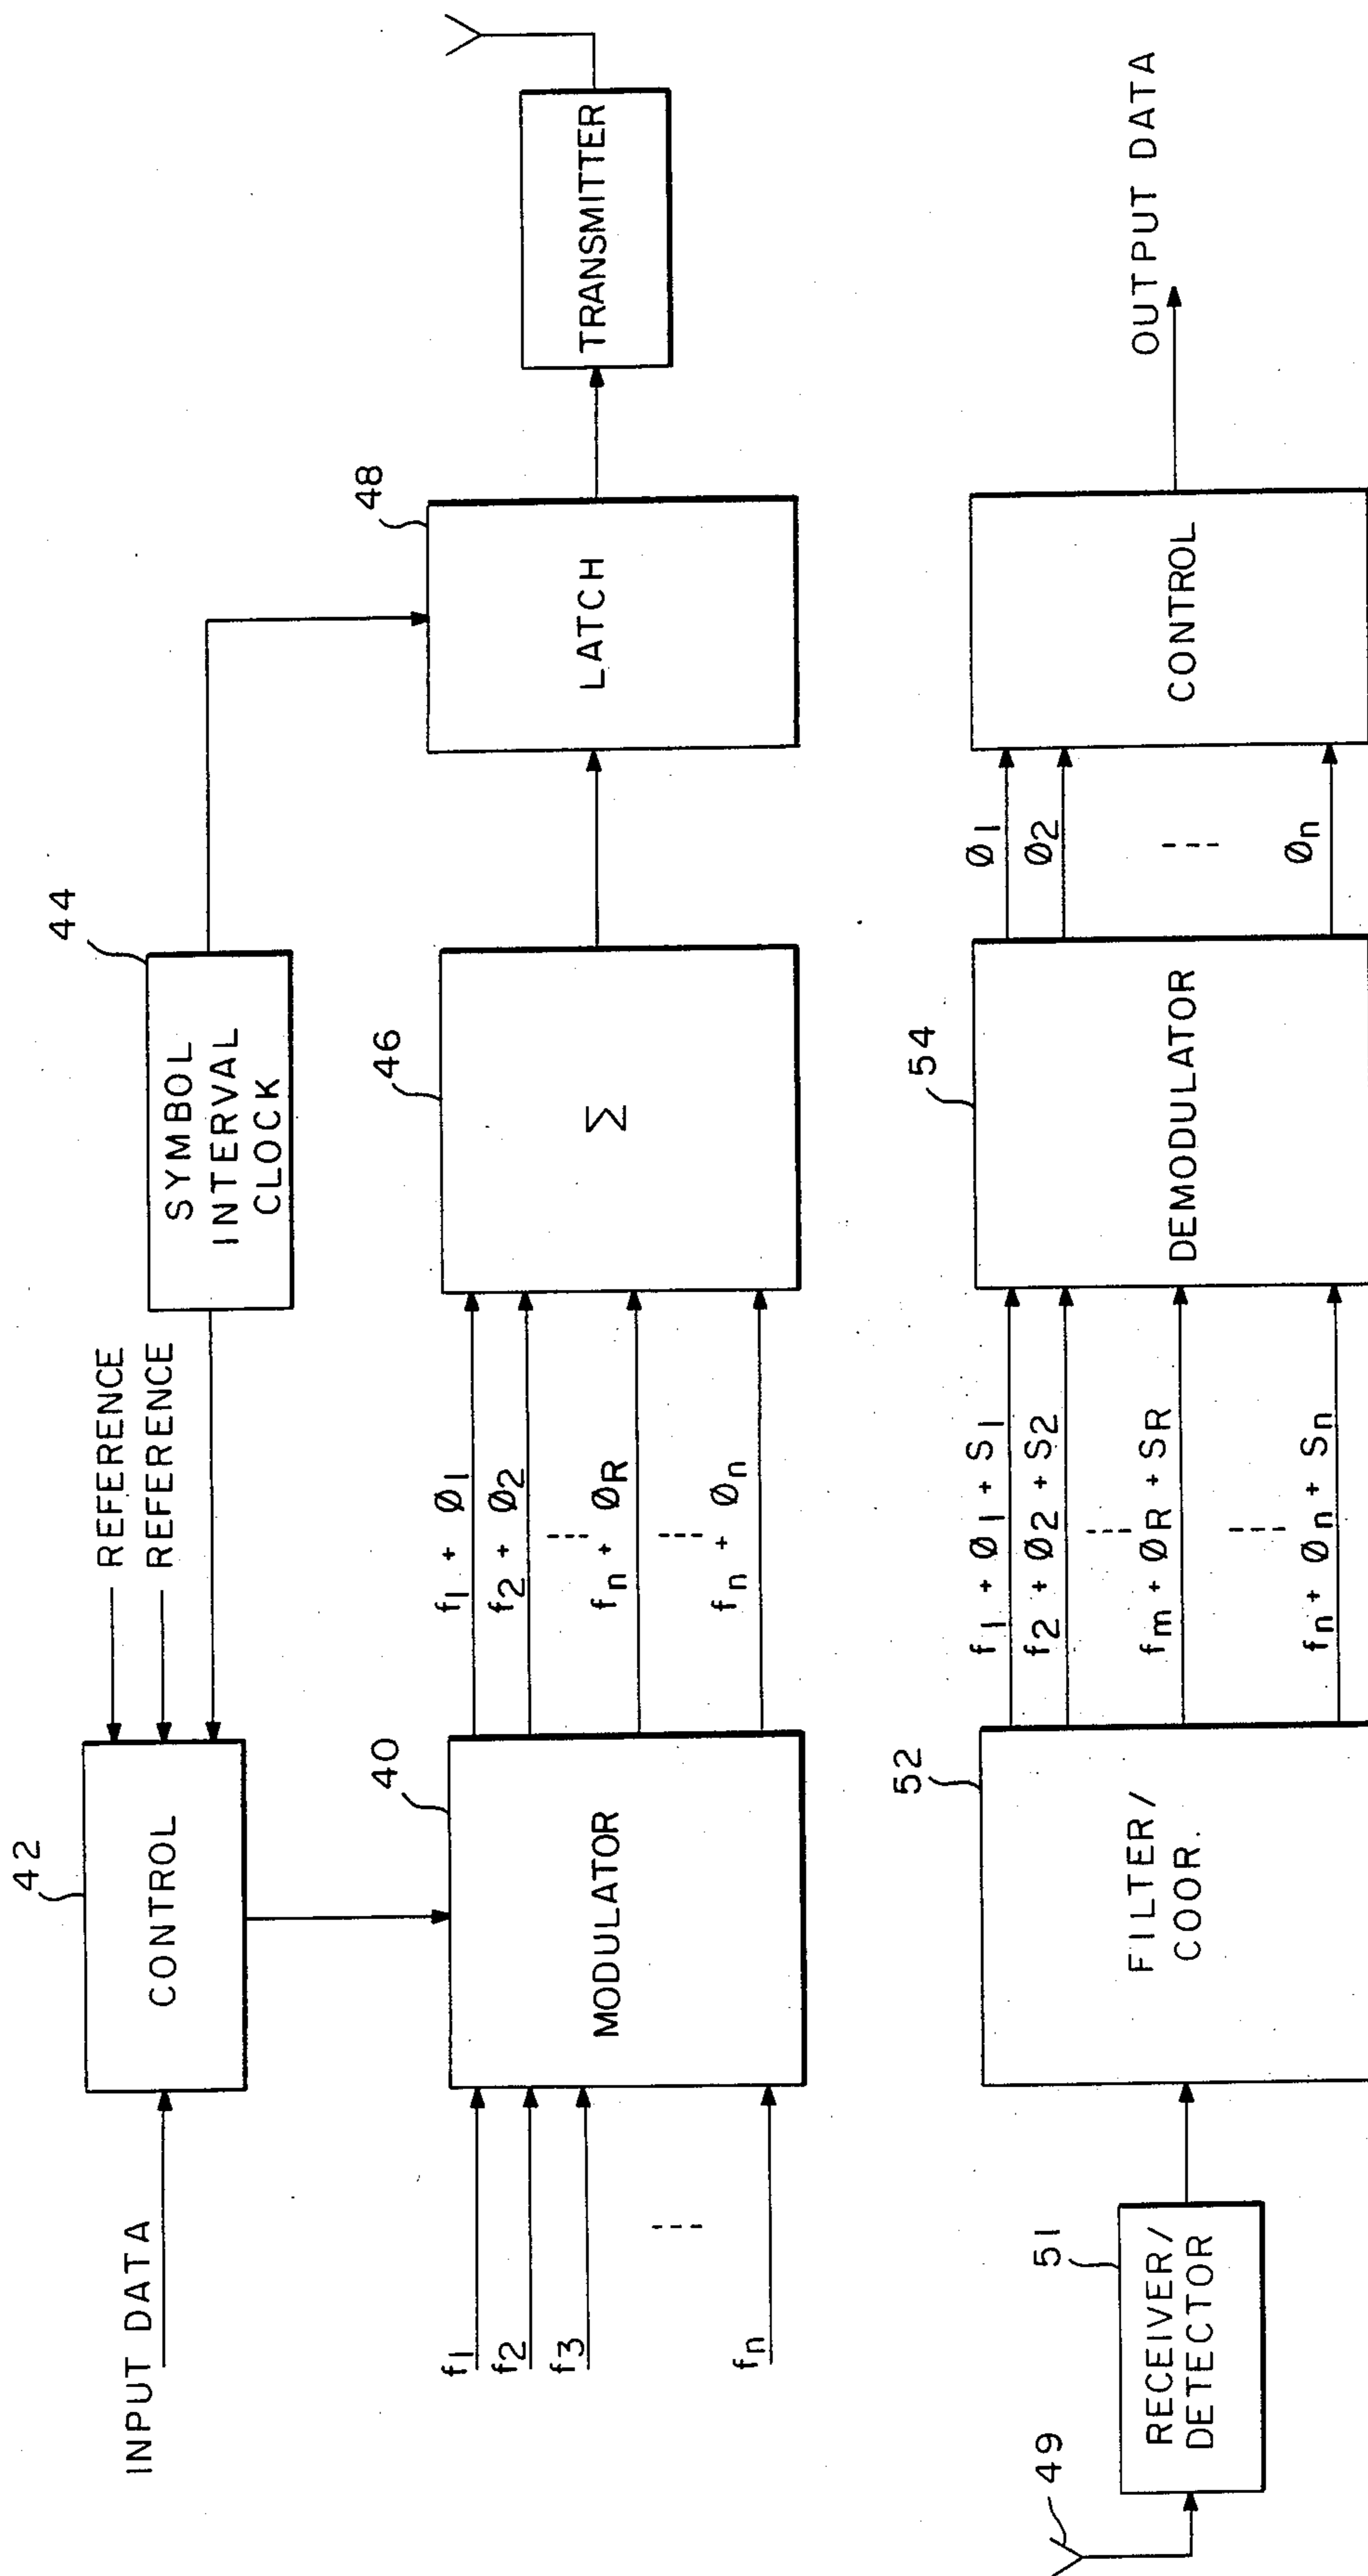 INPUT DATA
42
CONTROL
REFERENCE
REFERENCE
44
SYMBOL
INTERVAL
CLOCK
f1
f2
f3
fn
40
MODULATOR
f1 + Ø1
f2 + Ø2
fn + ØR
fn + Øn
46
Σ
48
LATCH
TRANSMITTER
49
51
RECEIVER/
DETECTOR
52
FILTER/
COOR.
f1 + Ø1 + S1
f2 + Ø2 + S2
fm + ØR + SR
fn + Øn + Sn
54
DEMODULATOR
Ø1
Ø2
Øn
CONTROL
OUTPUT DATA